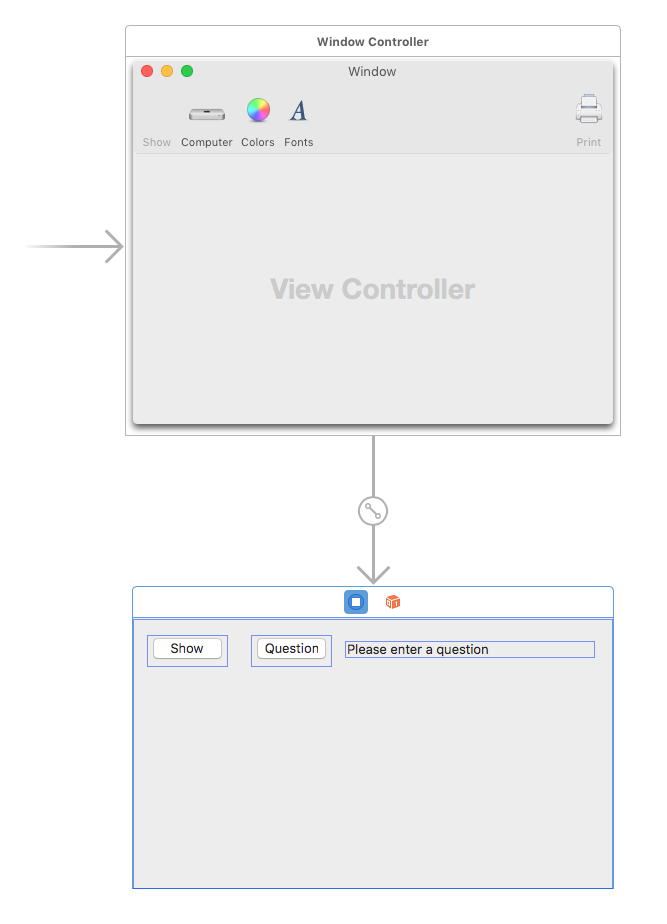 Window Controller
Window
Show Computer Colors Fonts Print
View Controller
Show Question Please enter a question